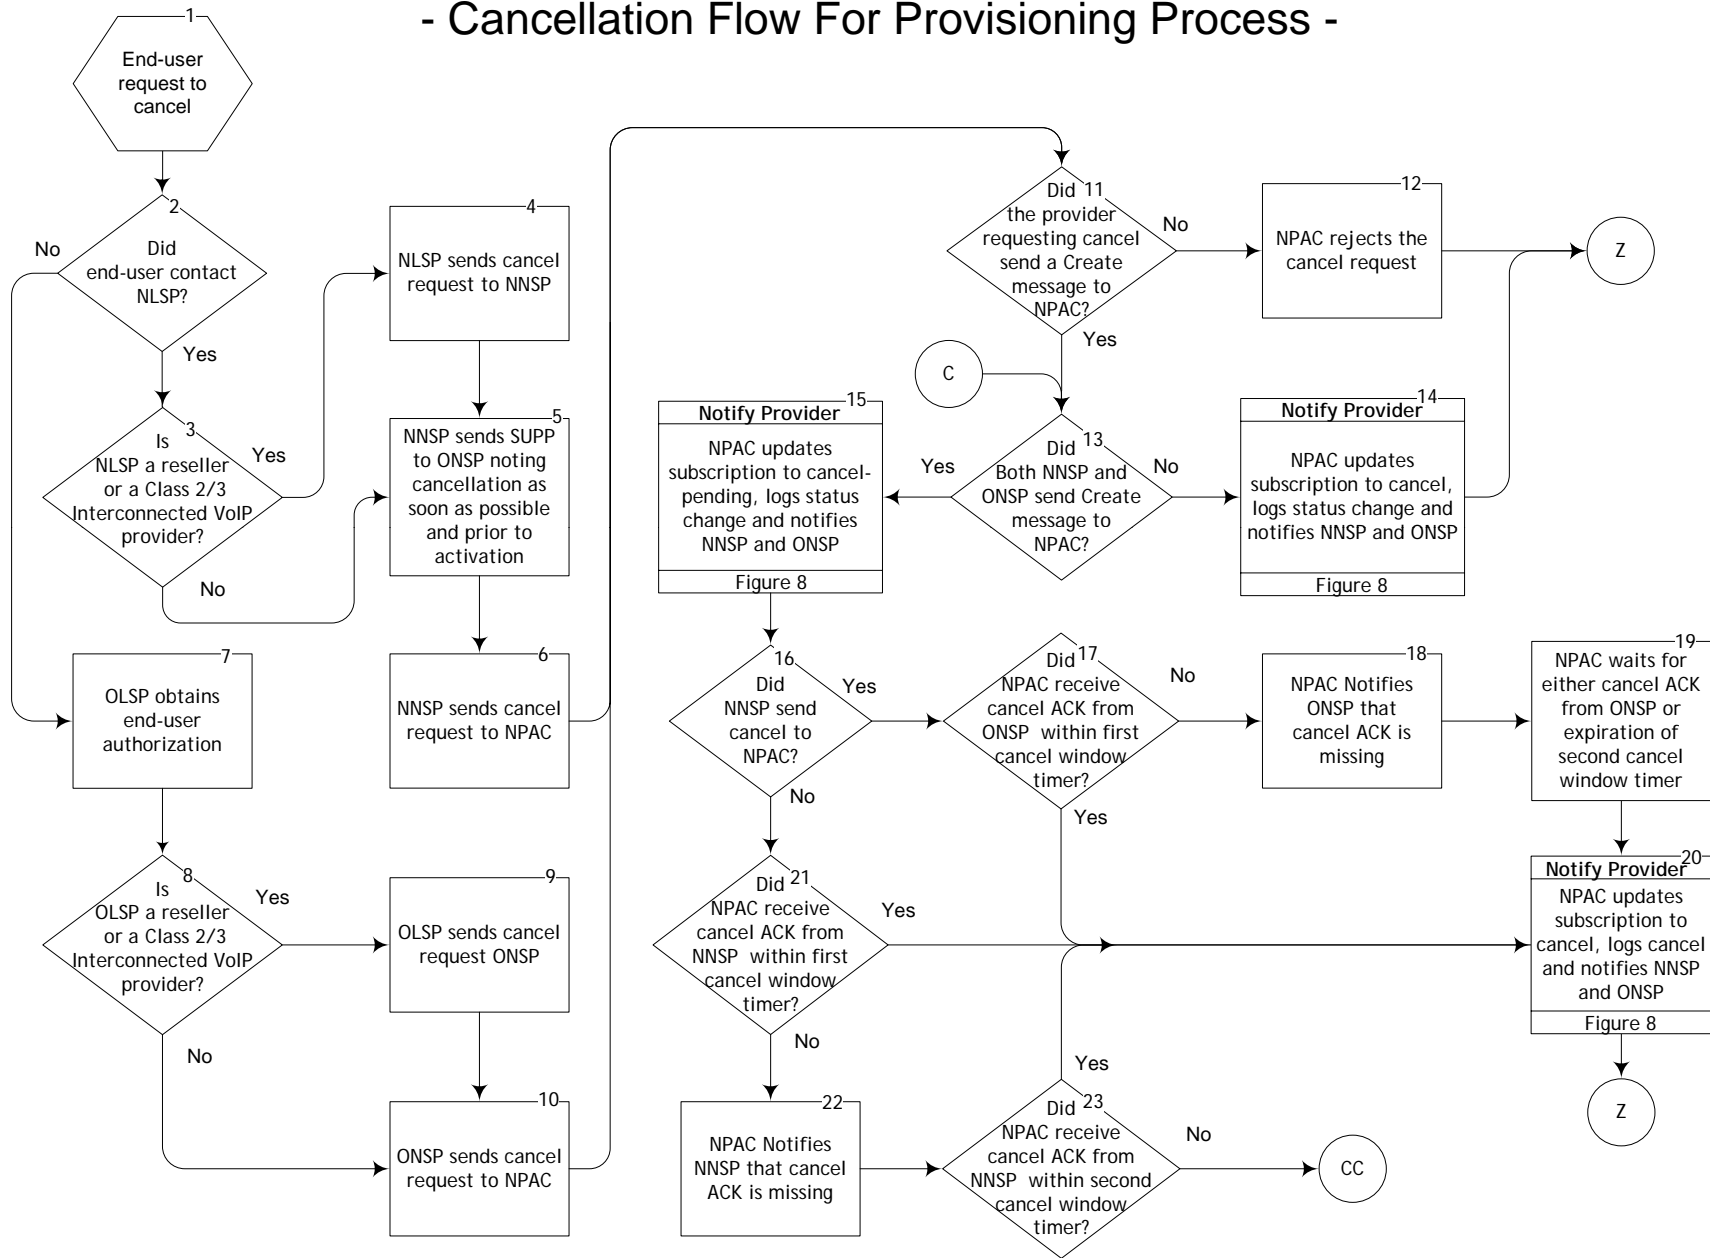 - Cancellation Flow For Provisioning Process -
1
End-user
request to
cancel
2
Did
end-user contact
NLSP?
No
Yes
3
Is
NLSP a reseller
or a Class 2/3
Interconnected VoIP
provider?
Yes
No
4
NLSP sends cancel
request to NNSP
5
NNSP sends SUPP
to ONSP noting
cancellation as
soon as possible
and prior to
activation
6
NNSP sends cancel
request to NPAC
7
OLSP obtains
end-user
authorization
8
Is
OLSP a reseller
or a Class 2/3
Interconnected VoIP
provider?
Yes
No
9
OLSP sends cancel
request ONSP
10
ONSP sends cancel
request to NPAC
11
Did
the provider
requesting cancel
send a Create
message to
NPAC?
No
Yes
12
NPAC rejects the
cancel request
Z
C
13
Did
Both NNSP and
ONSP send Create
message to
NPAC?
Yes
No
14
Notify Provider
NPAC updates
subscription to cancel,
logs status change and
notifies NNSP and ONSP
Figure 8
15
Notify Provider
NPAC updates
subscription to cancel-
pending, logs status
change and notifies
NNSP and ONSP
Figure 8
16
Did
NNSP send
cancel to
NPAC?
Yes
No
17
Did
NPAC receive
cancel ACK from
ONSP within first
cancel window
timer?
No
Yes
18
NPAC Notifies
ONSP that
cancel ACK is
missing
19
NPAC waits for
either cancel ACK
from ONSP or
expiration of
second cancel
window timer
20
Notify Provider
NPAC updates
subscription to
cancel, logs cancel
and notifies NNSP
and ONSP
Figure 8
Z
21
Did
NPAC receive
cancel ACK from
NNSP within first
cancel window
timer?
Yes
No
22
NPAC Notifies
NNSP that cancel
ACK is missing
23
Did
NPAC receive
cancel ACK from
NNSP within second
cancel window
timer?
Yes
No
CC